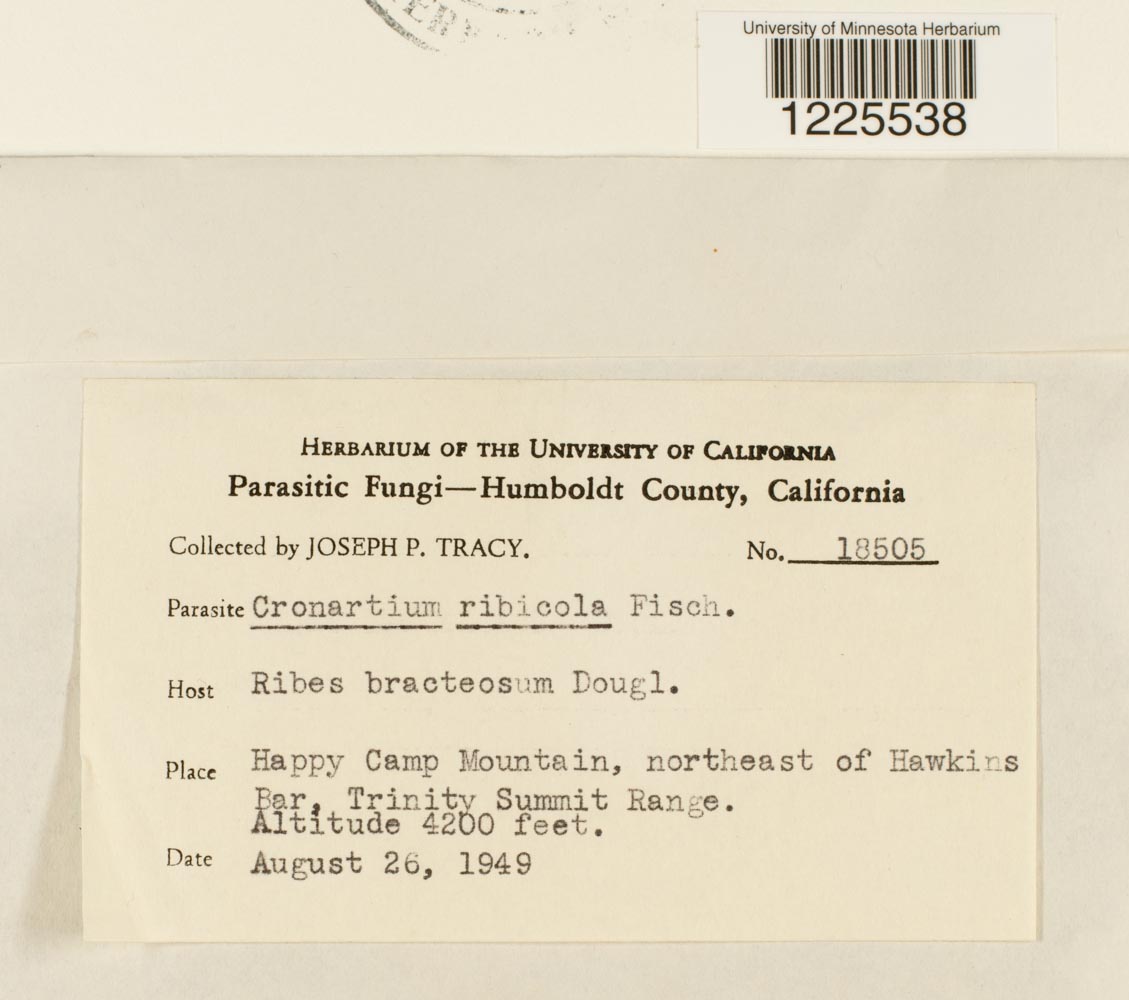 University of Minnesota Herbarium
1225538
HERBARIUM OF THE UNIVERSITY OF CALIFORNIA
Parasitic Fungi—Humboldt County, California
Collected by JOSEPH P. TRACY. No. 18505
Parasite Cronartium ribicola Fisch.
Host Ribes bracteosum Dougl.
Place Happy Camp Mountain, northeast of Hawkins
Bar, Trinity Summit Range.
Altitude 4200 feet.
Date August 26, 1949